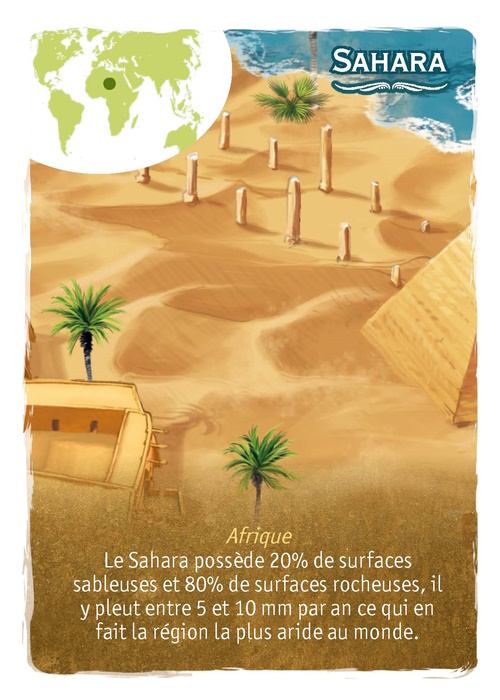 SAHARA
Afrique
Le Sahara possède 20% de surfaces
sableuses et 80% de surfaces rocheuses, il
y pleut entre 5 et 10 mm par an ce qui en
fait la région la plus aride au monde.